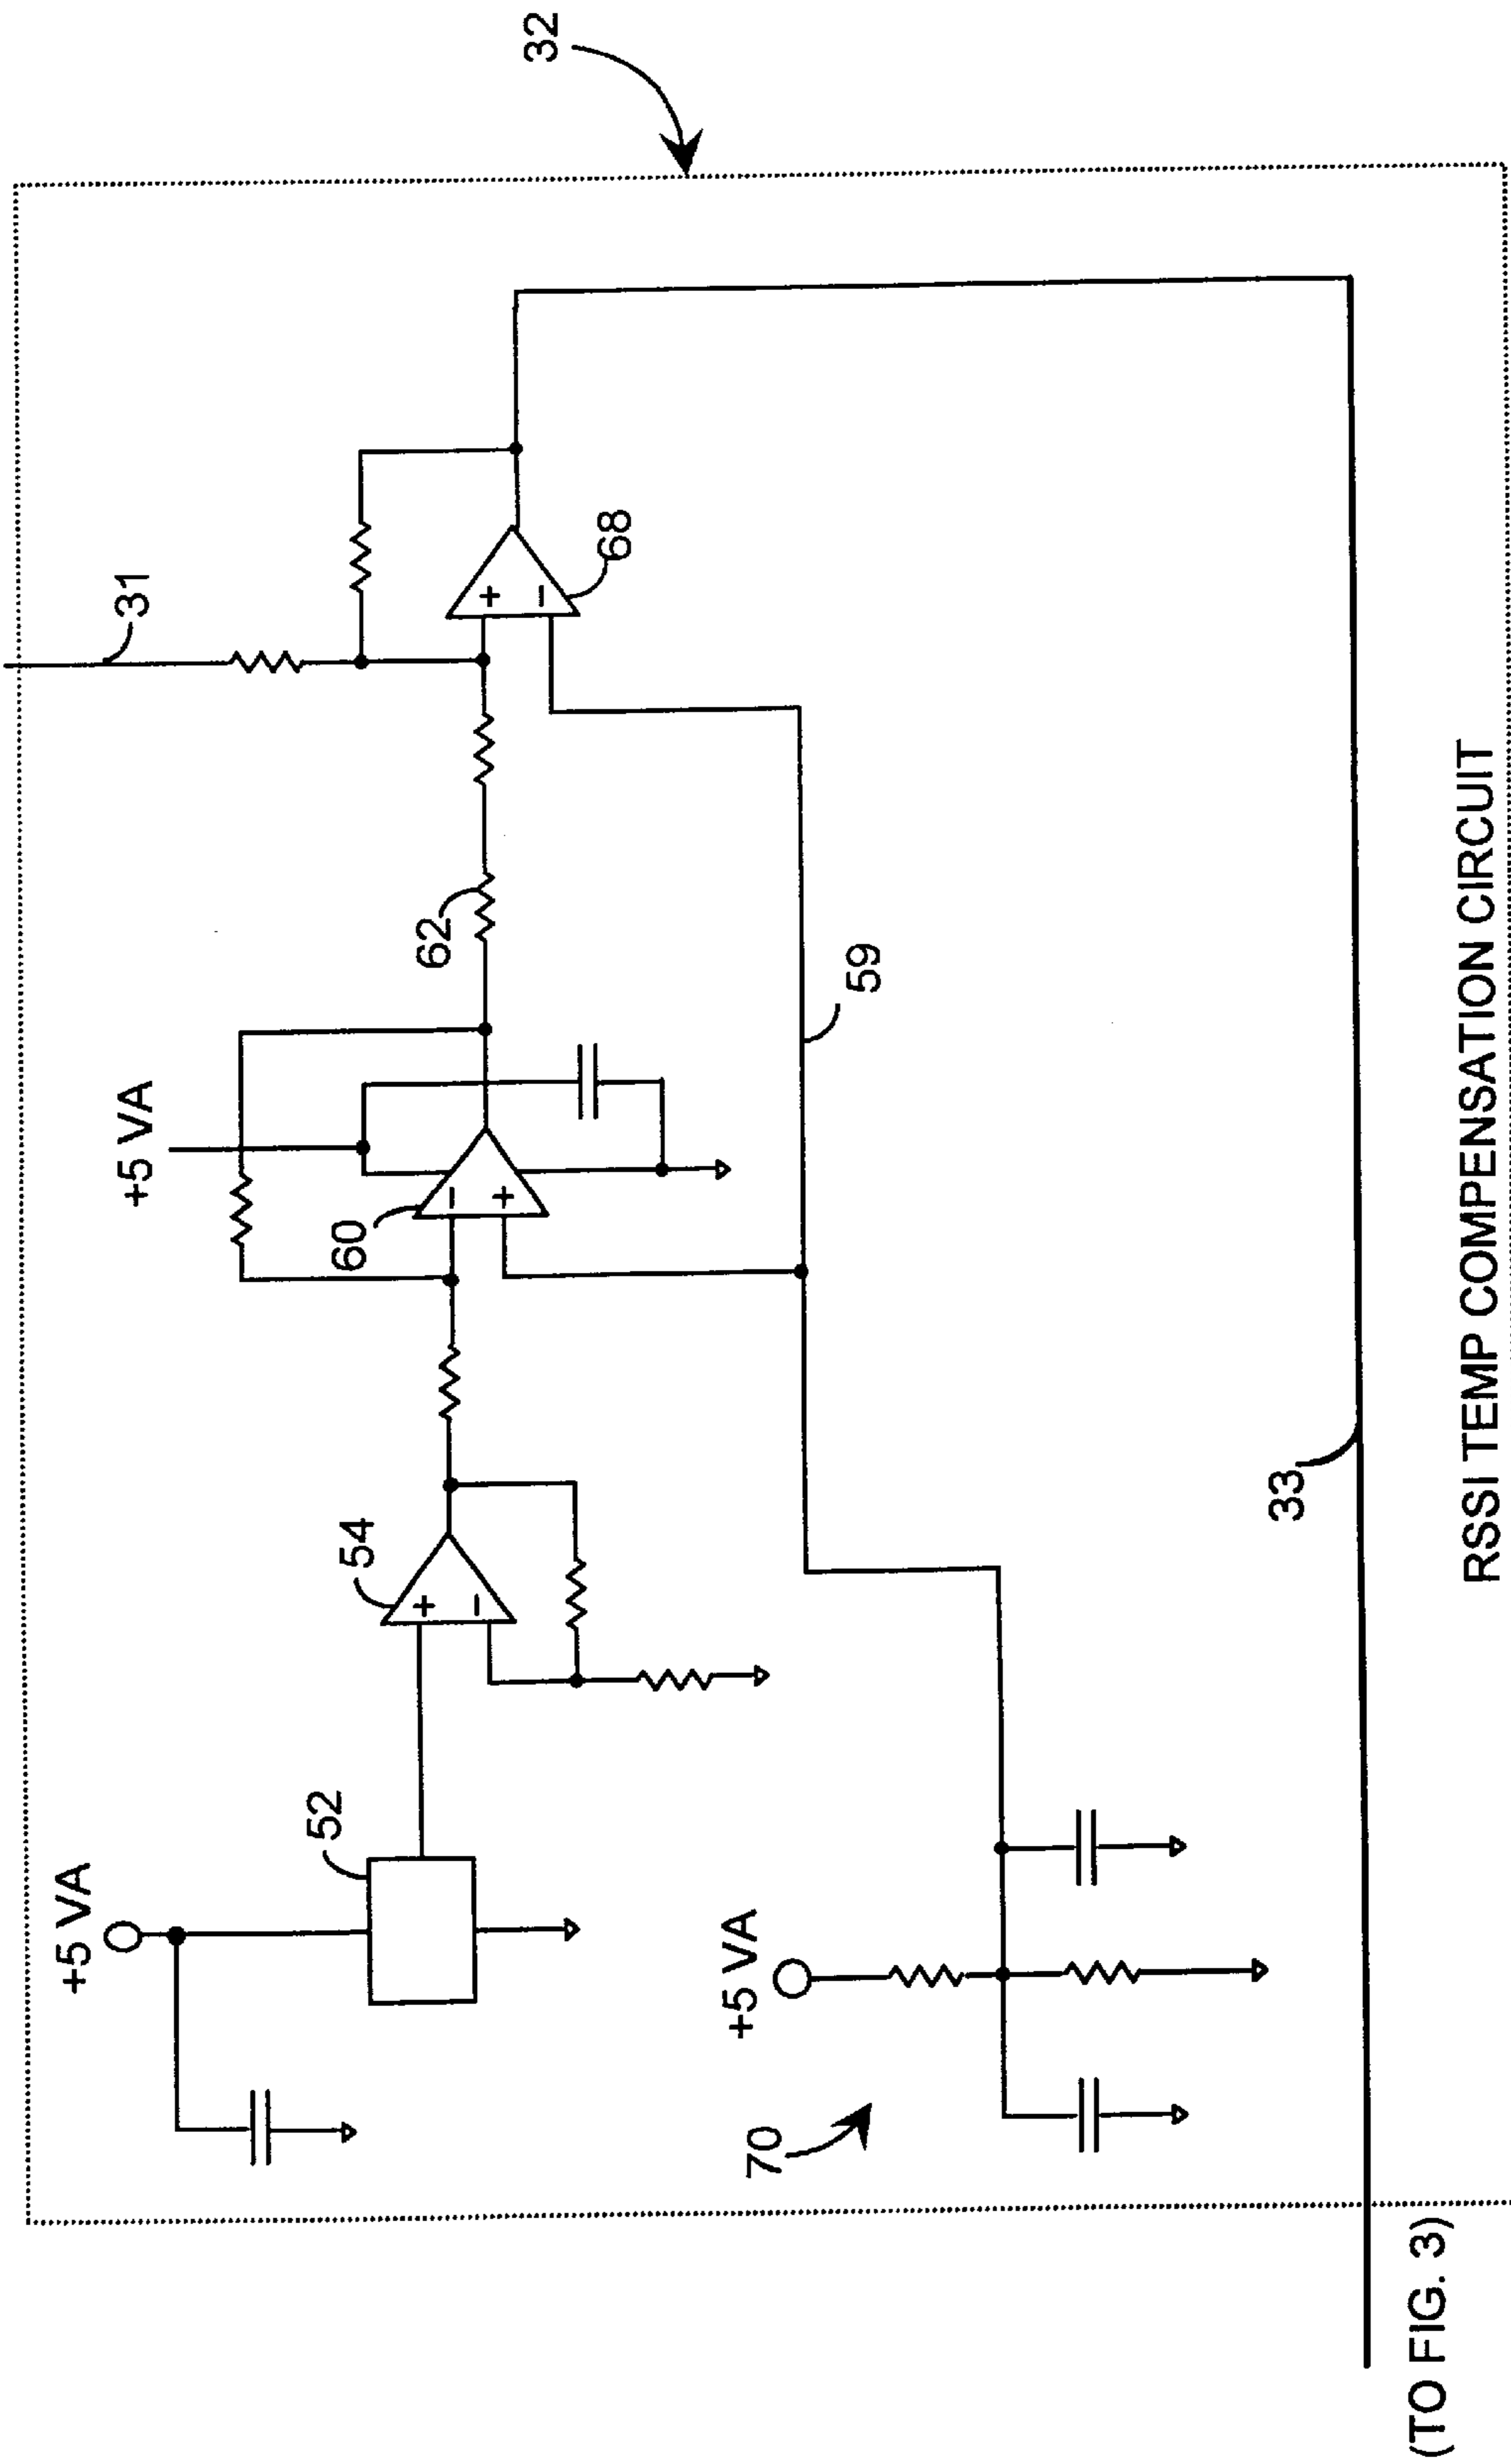 32
31
+5 VA
68
62
60
59
54
+5 VA
52
+5 VA
70
33
RSSI TEMP COMPENSATION CIRCUIT
(TO FIG. 3)